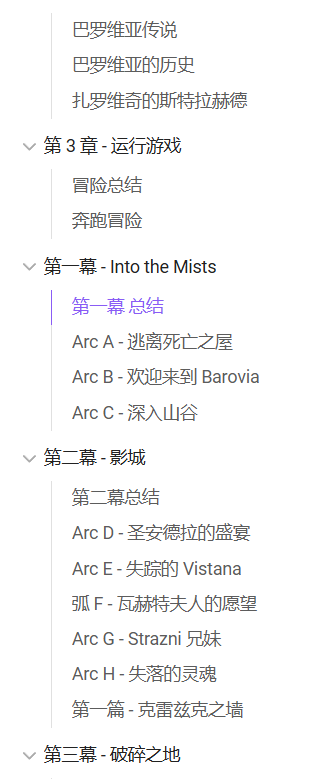 巴罗维亚传说
巴罗维亚的历史
扎罗维奇的斯特拉赫德
第 3 章 - 运行游戏
冒险总结
奔跑冒险
第一幕 - Into the Mists
第一幕 总结
Arc A - 逃离死亡之屋
Arc B - 欢迎来到 Barovia
Arc C - 深入山谷
第二幕 - 影城
第二幕总结
Arc D - 圣安德拉的盛宴
Arc E - 失踪的 Vistana
弧 F - 瓦赫特夫人的愿望
Arc G - Strazni 兄妹
Arc H - 失落的灵魂
第一篇 - 克雷兹克之墙
第三幕 - 破碎之地